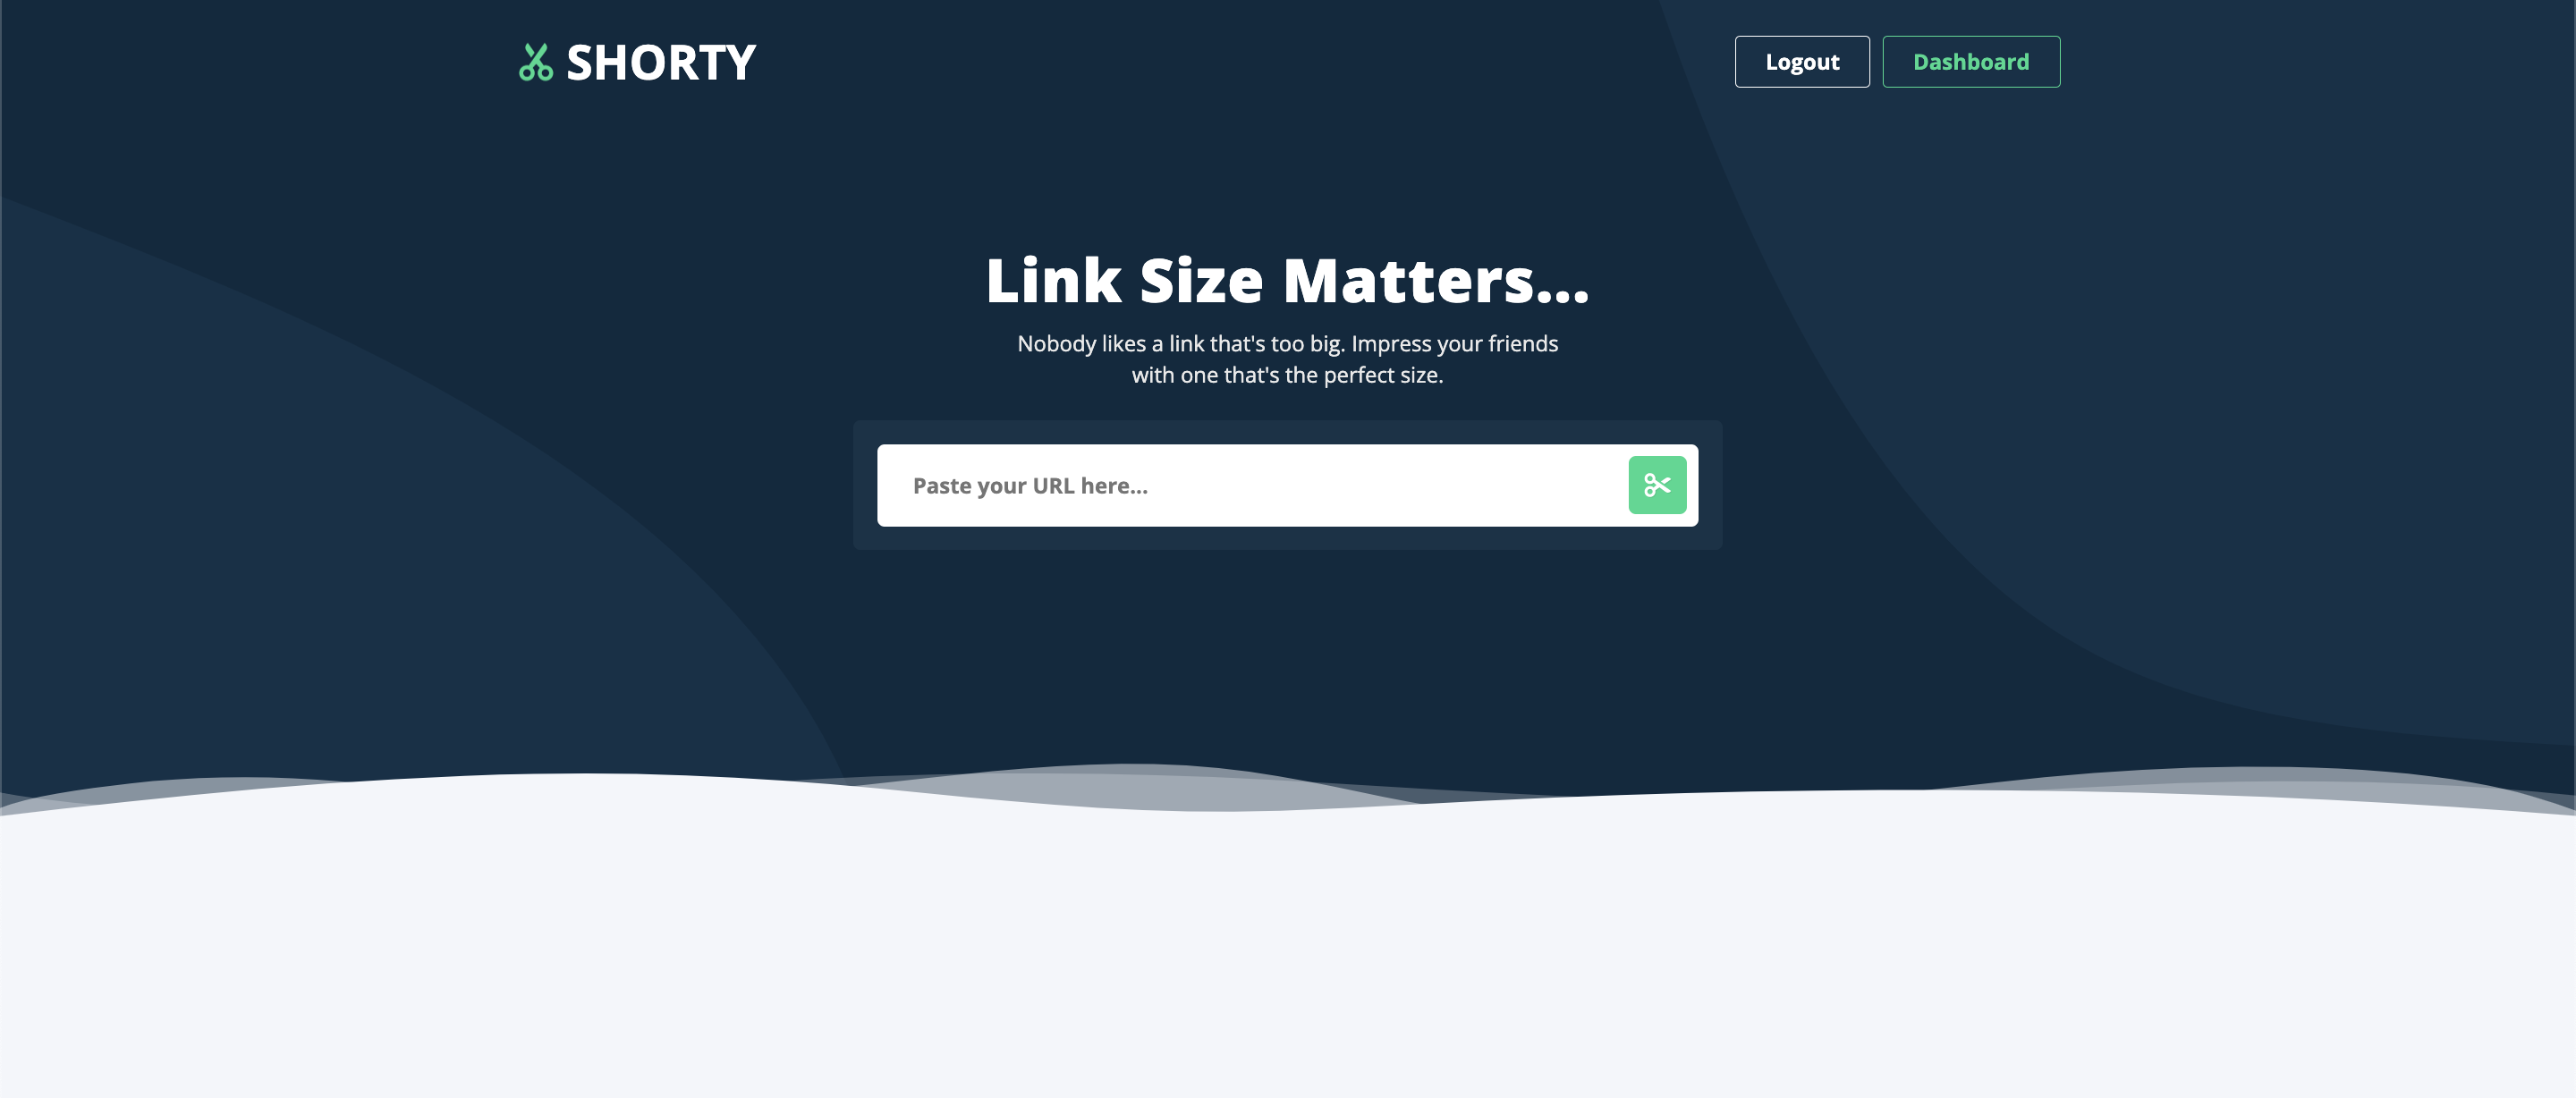 SHORTY
Logout
Dashboard
Link Size Matters...
Nobody likes a link that's too big. Impress your friends
with one that's the perfect size.
Paste your URL here...